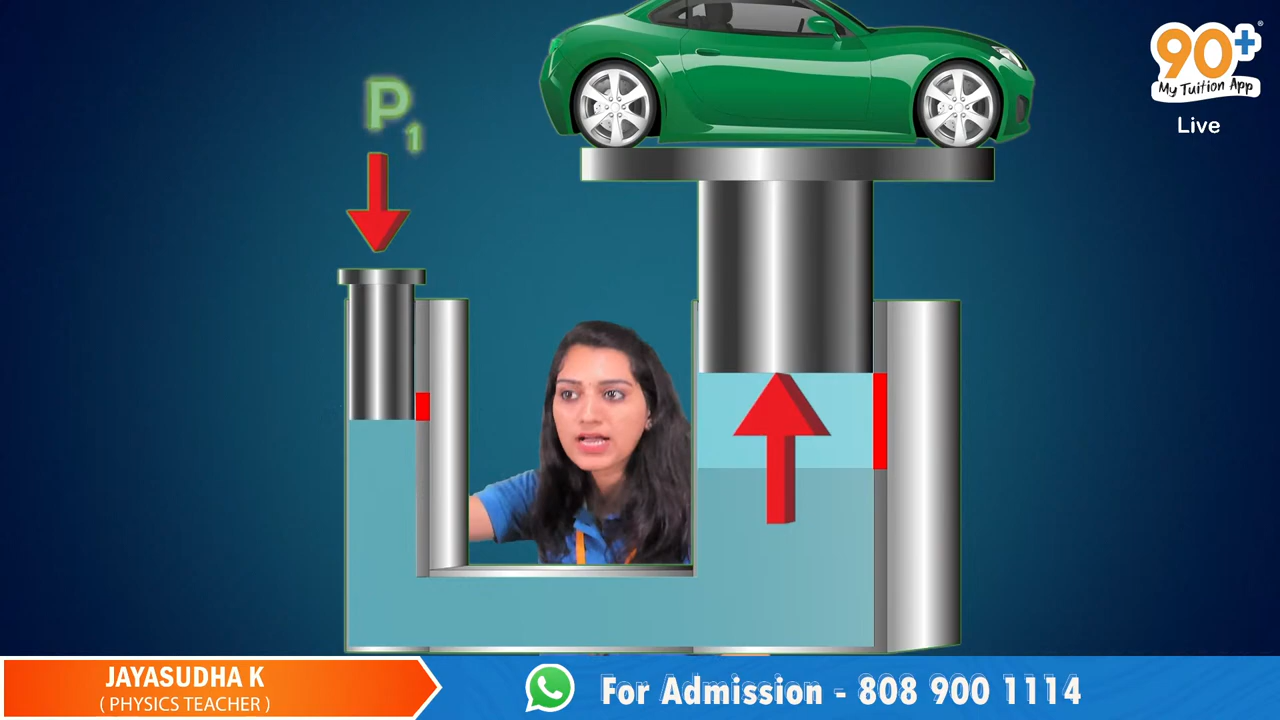 P1
90+
My Tuition App
Live
JAYASUDHA K
( PHYSICS TEACHER )
For Admission - 808 900 1114